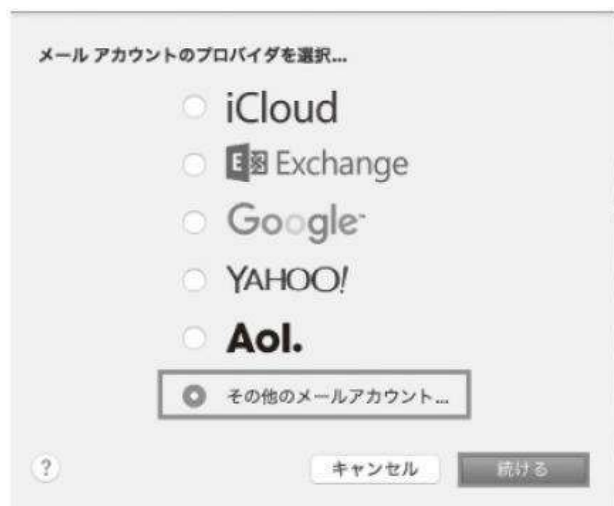 メール アカウントのプロバイダを選択...
iCloud
Exchange
Google
YAHOO!
Aol.
その他のメールアカウント...
?
キャンセル
続ける